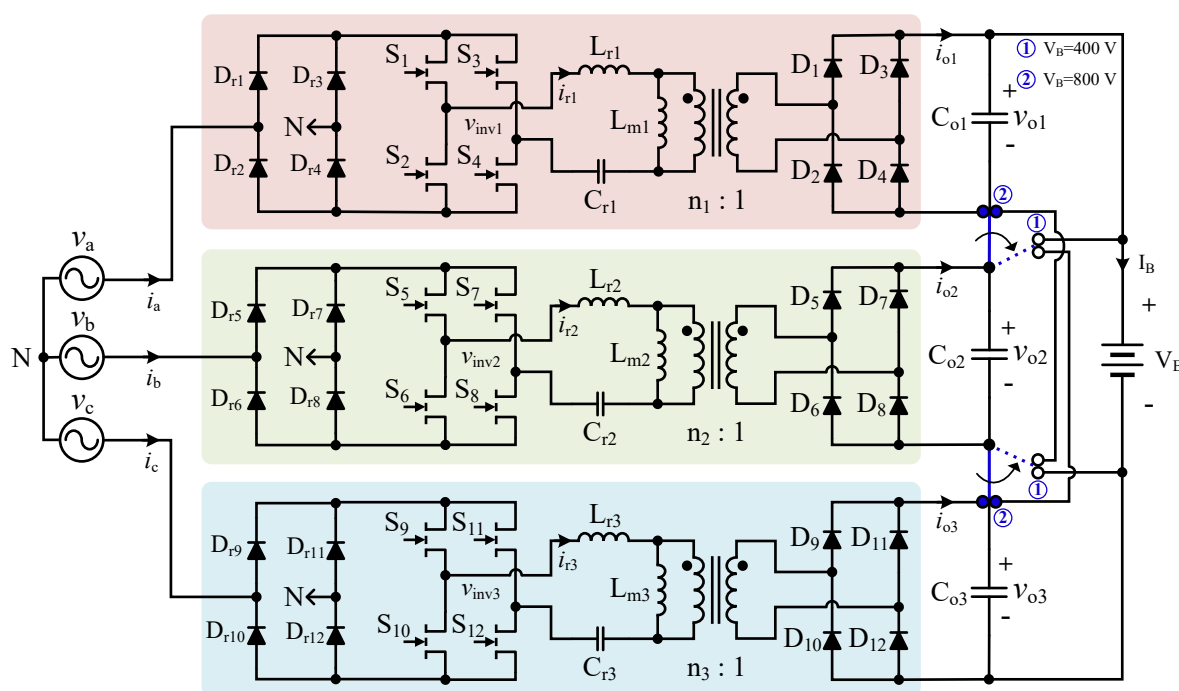 S₁ S₃ Lr1 io1 ① VB=400 V
Dr1 Dr3 ir1 D₁ D₃ ② VB=800 V
N vinv1 Lm1 Co1 + vo1 -
Dr2 Dr4 S₂ S₄ D₂ D₄
Cr1 n₁ : 1
② ①
va
ia
S₅ S₇ Lr2 io2 IB
Dr5 Dr7 ir2 D₅ D₇
vb
N ib N vinv2 Lm2 Co2 + vo2 - + VB -
Dr6 Dr8 S₆ S₈ D₆ D₈
vc
ic
Cr2 n₂ : 1
①
②
S₉ S₁₁ Lr3 io3
Dr9 Dr11 ir3 D₉ D₁₁
N vinv3 Lm3 Co3 + vo3 -
Dr10 Dr12 S₁₀ S₁₂ D₁₀ D₁₂
Cr3 n₃ : 1